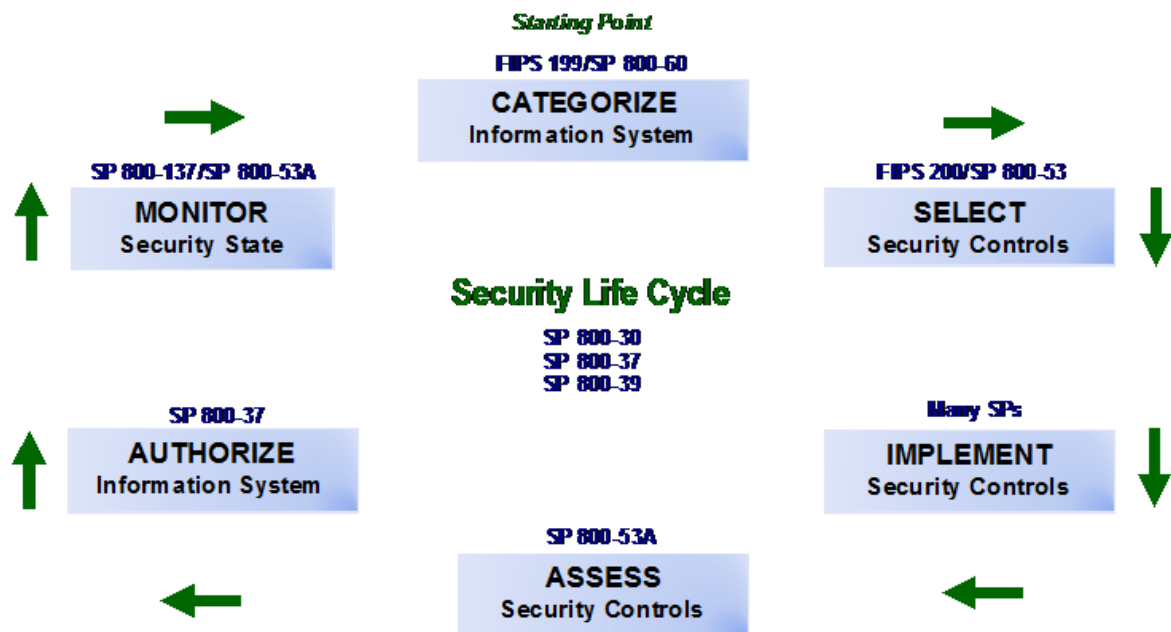 Starting Point
FIPS 199/SP 800-60
CATEGORIZE
Information System
SP 800-137/SP 800-53A
MONITOR
Security State
FIPS 200/SP 800-53
SELECT
Security Controls
Security Life Cycle
SP 800-30
SP 800-37
SP 800-39
SP 800-37
AUTHORIZE
Information System
Many SPs
IMPLEMENT
Security Controls
SP 800-53A
ASSESS
Security Controls